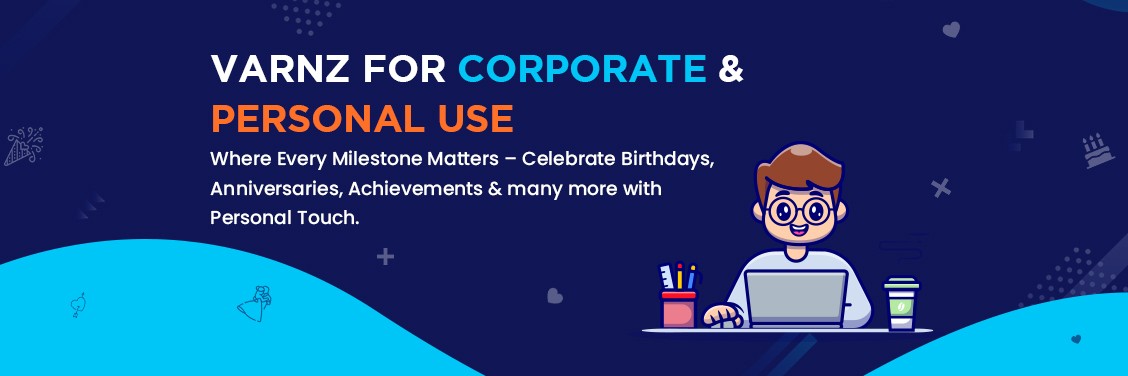 VARNZ FOR CORPORATE &
PERSONAL USE
Where Every Milestone Matters – Celebrate Birthdays,
Anniversaries, Achievements & many more with
Personal Touch.